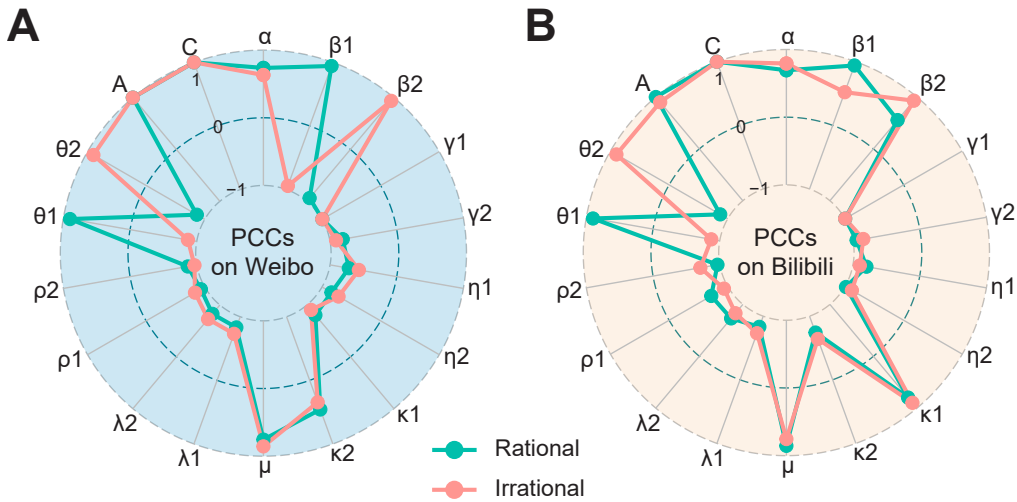 A
B
C
α
β1
β2
γ1
γ2
η1
η2
κ1
κ2
μ
λ1
λ2
ρ1
ρ2
θ1
θ2
A
1
0
−1
PCCs
on Weibo
C
α
β1
β2
γ1
γ2
η1
η2
κ1
κ2
μ
λ1
λ2
ρ1
ρ2
θ1
θ2
A
1
0
−1
PCCs
on Bilibili
Rational
Irrational